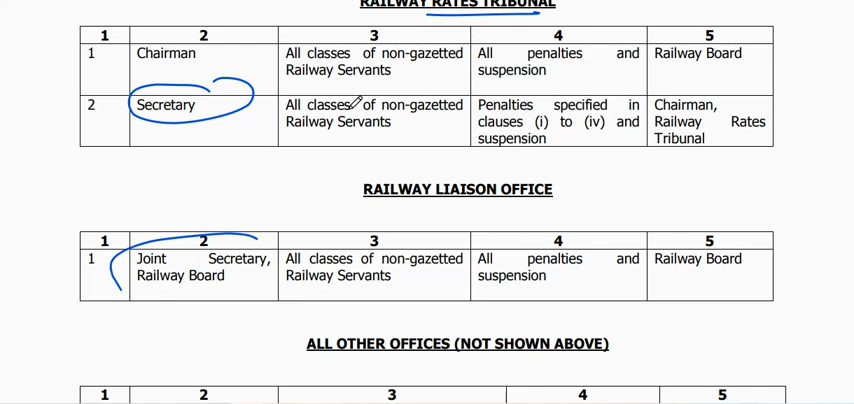 RAILWAY RATES TRIBUNAL
1 2 3 4 5
1 Chairman All classes of non-gazetted All penalties and Railway Board
Railway Servants suspension
2 Secretary All classes of non-gazetted Penalties specified in Chairman,
Railway Servants clauses (i) to (iv) and Railway Rates
suspension Tribunal
RAILWAY LIAISON OFFICE
1 2 3 4 5
1 Joint Secretary, All classes of non-gazetted All penalties and Railway Board
Railway Board Railway Servants suspension
ALL OTHER OFFICES (NOT SHOWN ABOVE)
1 2 3 4 5